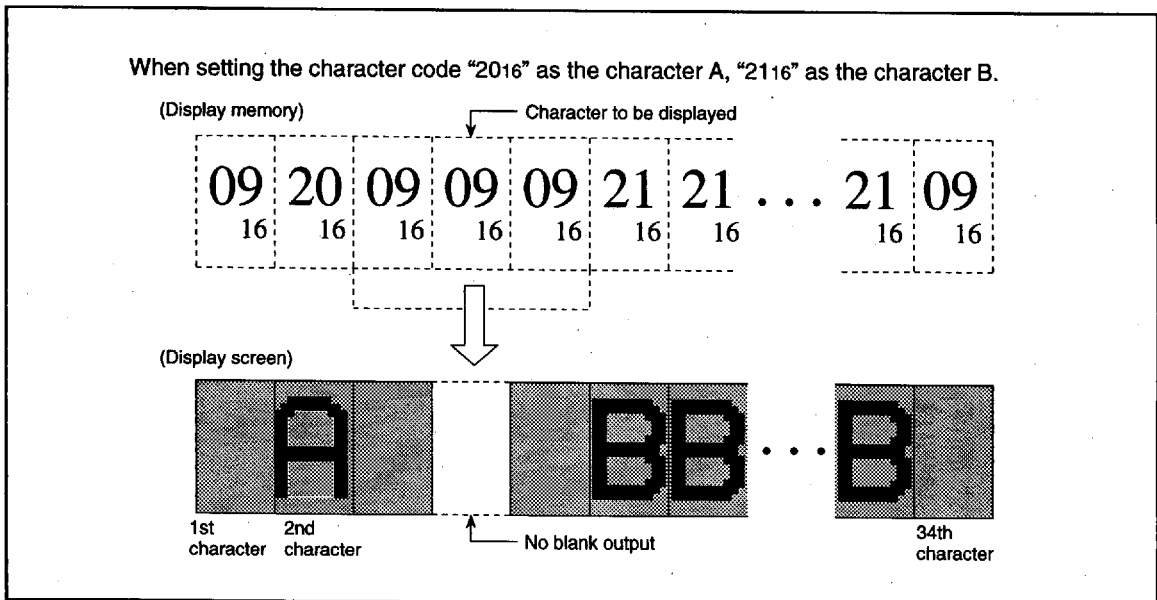 When setting the character code “2016” as the character A, “2116” as the character B.
(Display memory)
Character to be displayed
09 20 09 09 09 21 21 . . . 21 09
16 16 16 16 16 16 16 16 16
(Display screen)
A B B . . . B
1st character
2nd character
No blank output
34th character